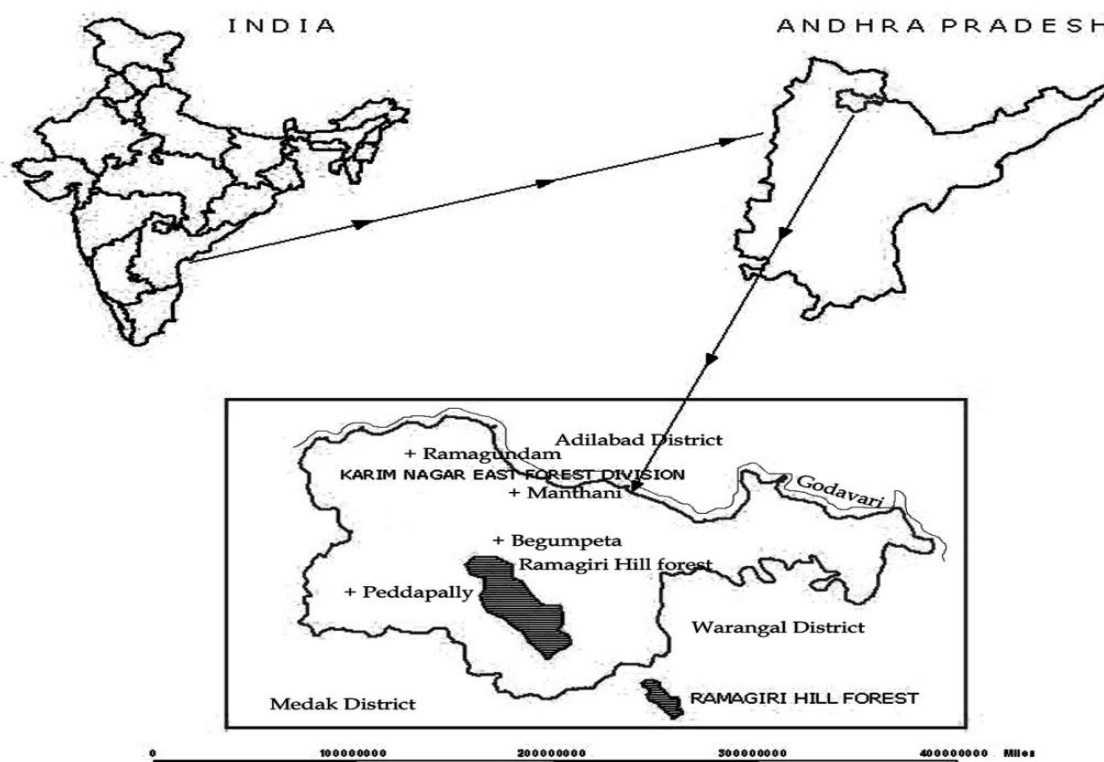 INDIA
ANDHRA PRADESH
Adilabad District
+ Ramagundam
KARIM NAGAR EAST FOREST DIVISION
+ Manthani
Godavari
+ Begumpeta
Ramagiri Hill forest
+ Peddapally
Warangal District
Medak District
RAMAGIRI HILL FOREST
0 100000000 200000000 300000000 400000000 Miles